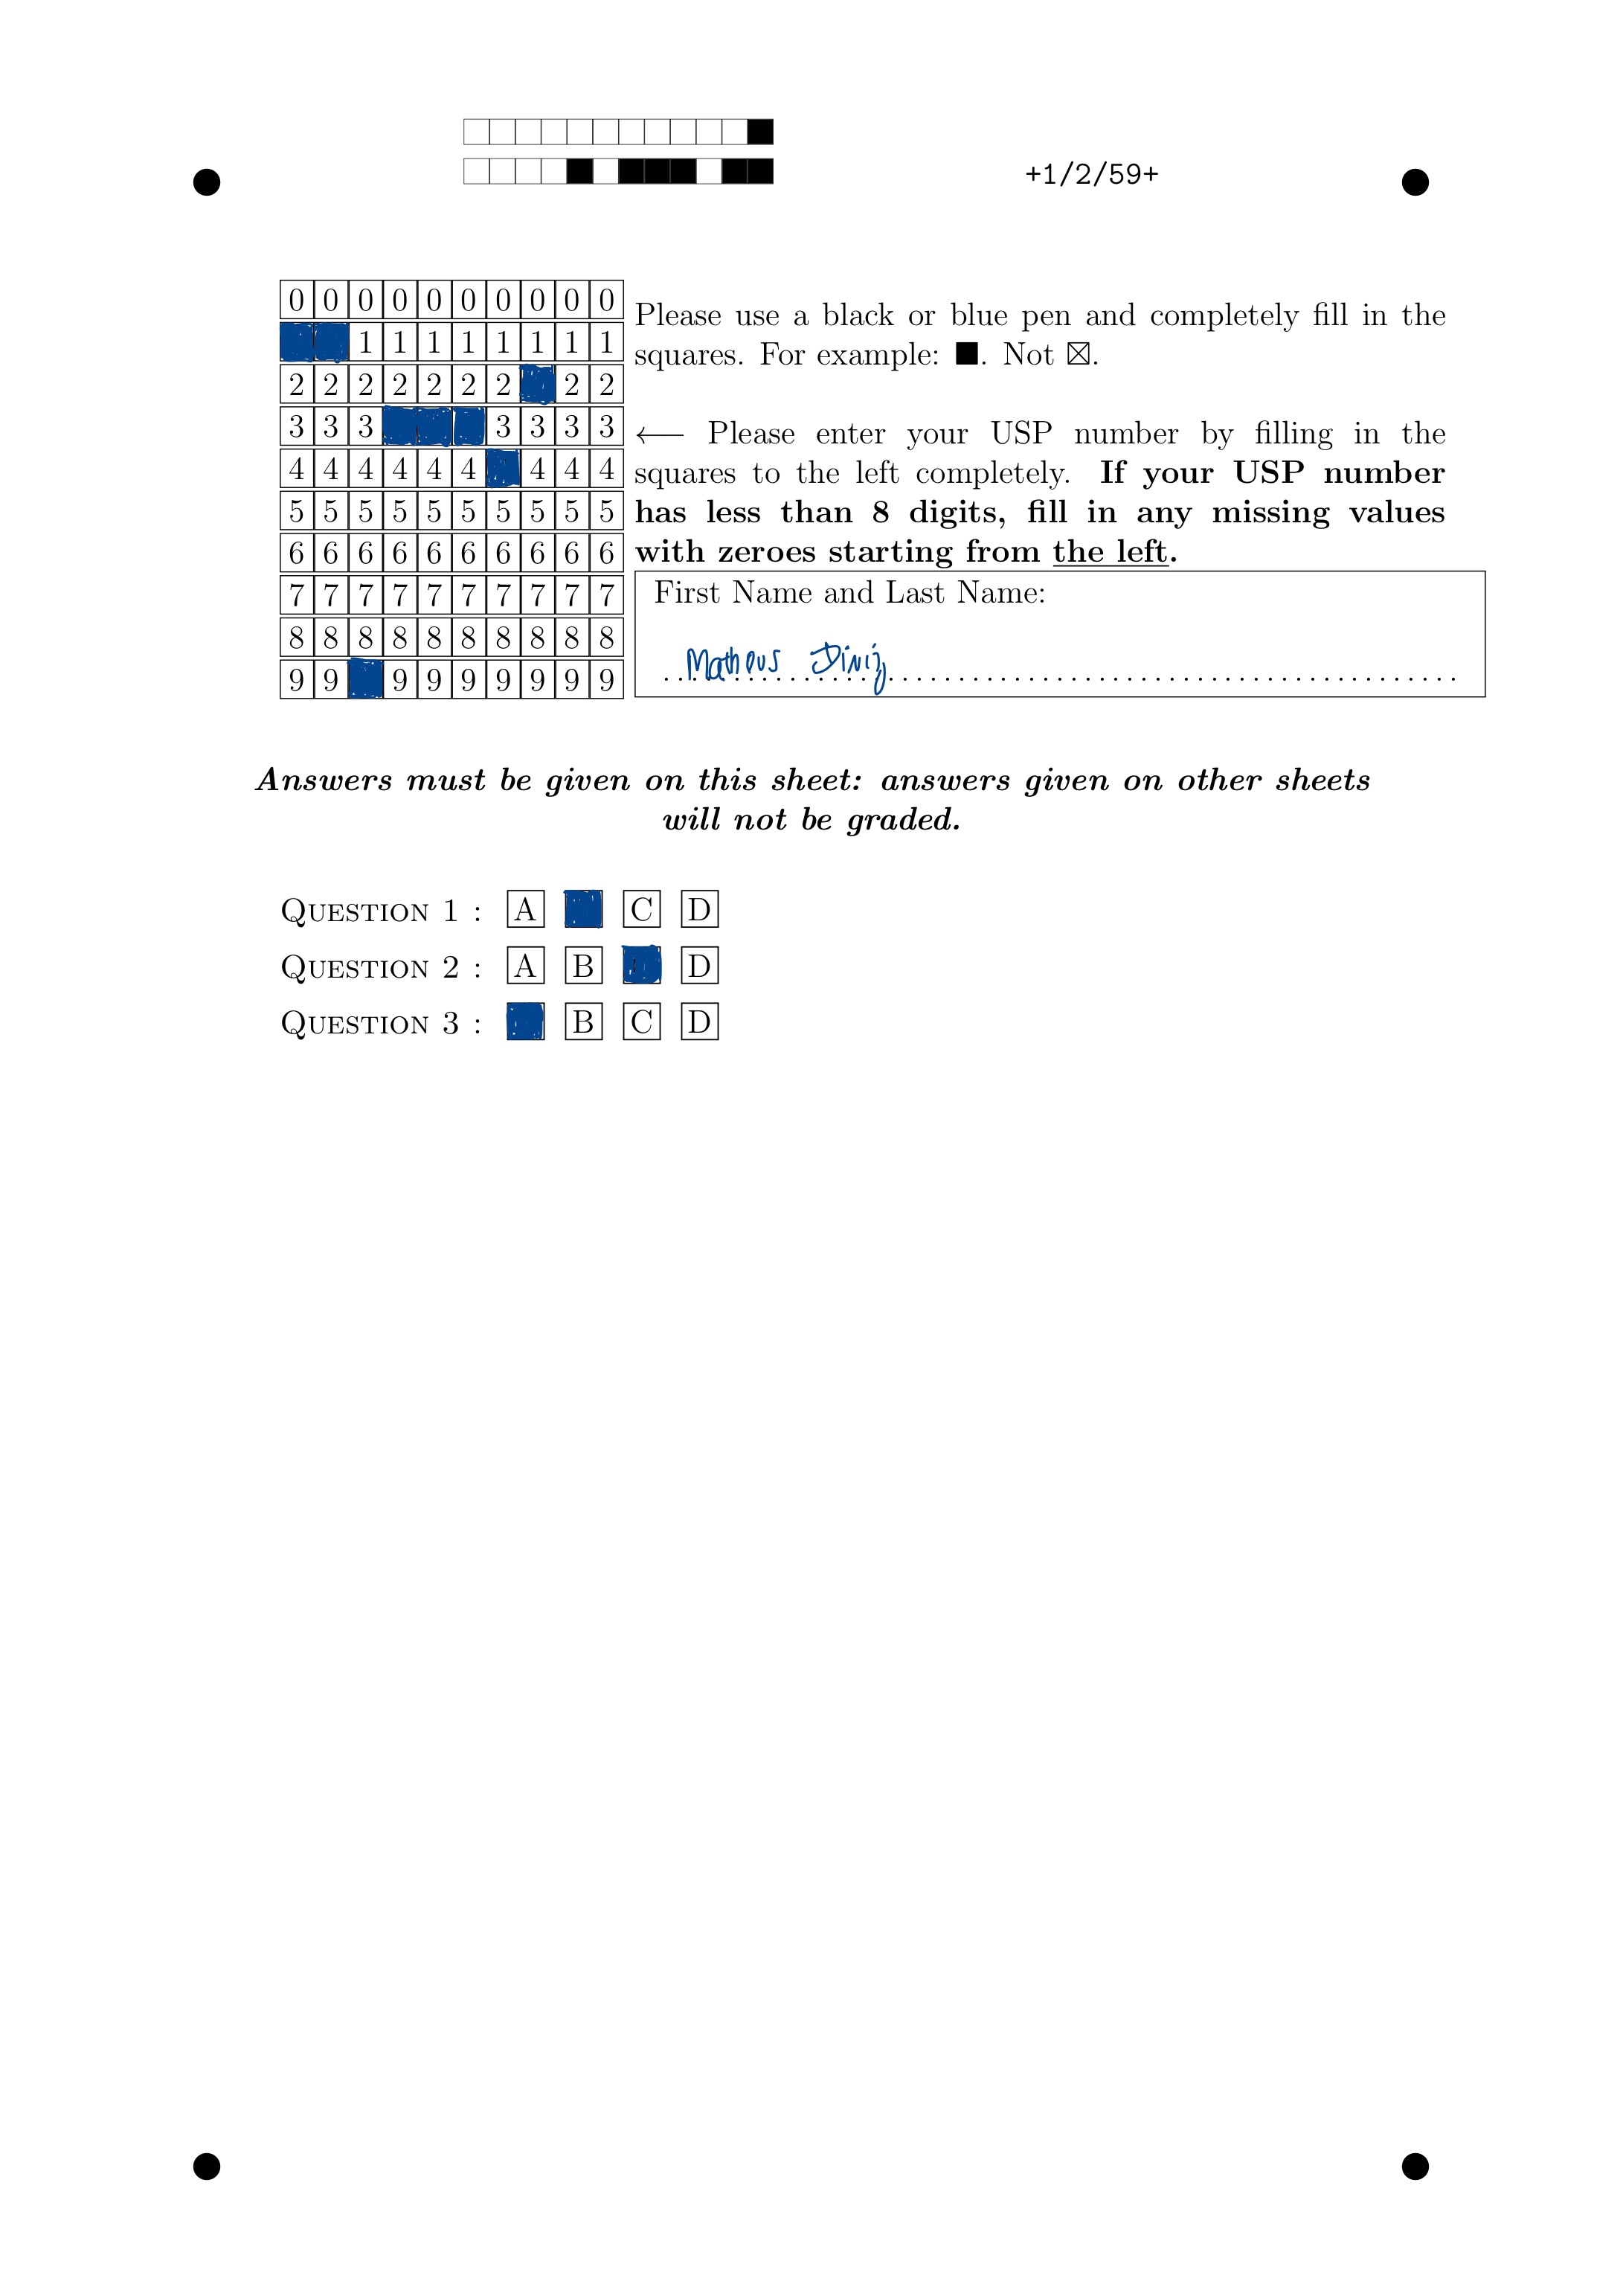 +1/2/59+
0 0 0 0 0 0 0 0 0 0
1 1 1 1 1 1 1 1
2 2 2 2 2 2 2 2 2
3 3 3 3 3 3 3
4 4 4 4 4 4 4 4 4
5 5 5 5 5 5 5 5 5 5
6 6 6 6 6 6 6 6 6 6
7 7 7 7 7 7 7 7 7 7
8 8 8 8 8 8 8 8 8 8
9 9 9 9 9 9 9 9 9
Please use a black or blue pen and completely fill in the
squares. For example: ■. Not ☒.
← Please enter your USP number by filling in the
squares to the left completely. If your USP number
has less than 8 digits, fill in any missing values
with zeroes starting from the left.
First Name and Last Name:
Matheus Diniz
Answers must be given on this sheet: answers given on other sheets
will not be graded.
QUESTION 1 : A C D
QUESTION 2 : A B D
QUESTION 3 : B C D